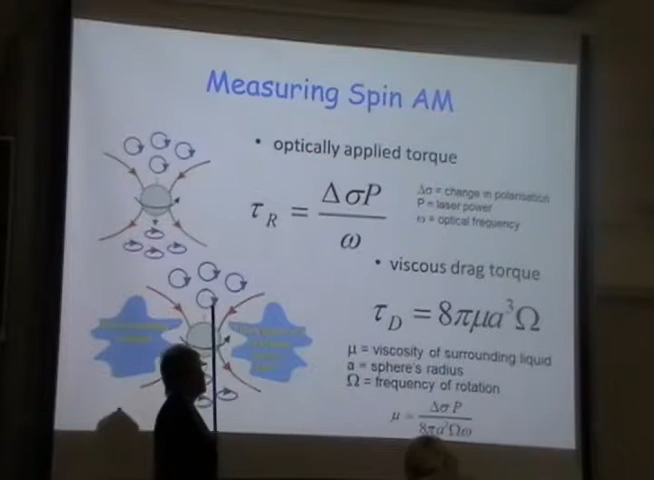 Measuring Spin AM
• optically applied torque
τ_R = ΔσP / ω
Δσ = change in polarisation
P = laser power
ω = optical frequency
• viscous drag torque
τ_D = 8πμa³Ω
μ = viscosity of surrounding liquid
a = sphere's radius
Ω = frequency of rotation
μ = ΔσP / 8πa³Ωω